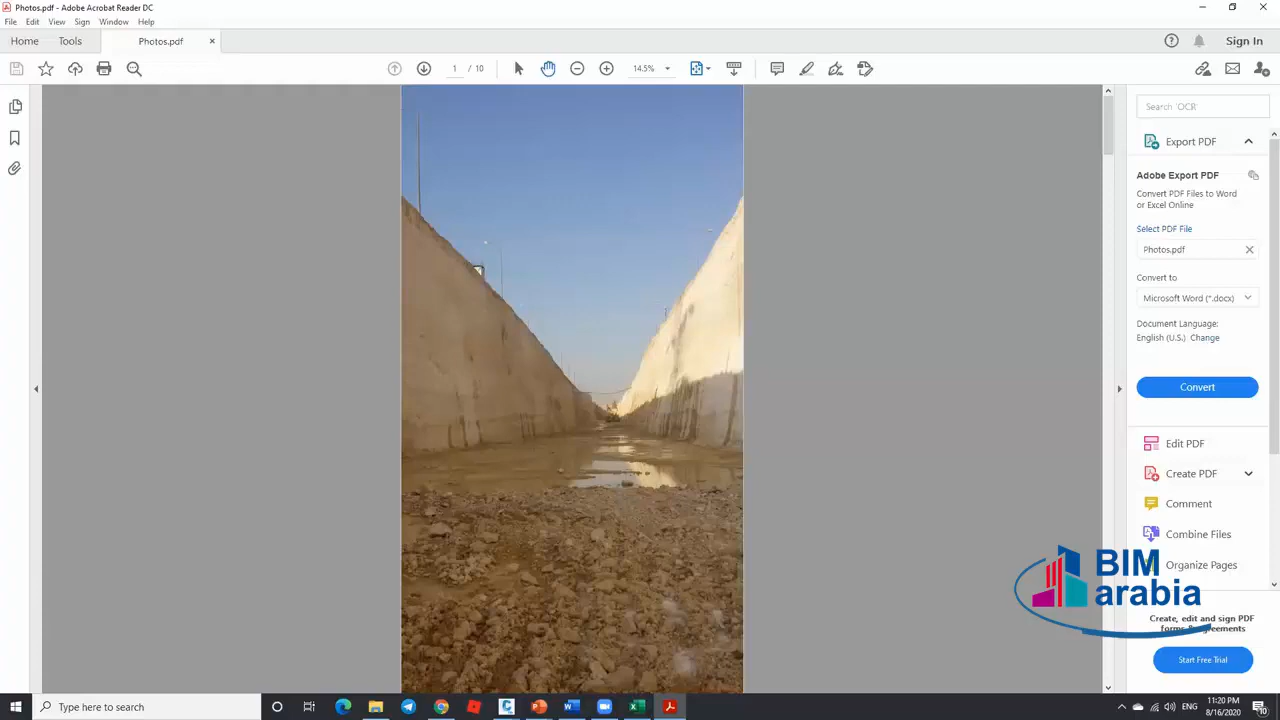 Photos.pdf - Adobe Acrobat Reader DC
File Edit View Sign Window Help
Home Tools Photos.pdf Sign In
1 / 10 14.5%
Search 'OCR'
Export PDF
Adobe Export PDF
Convert PDF Files to Word
or Excel Online
Select PDF File
Photos.pdf
Convert to
Microsoft Word (*.docx)
Document Language:
English (U.S.) Change
Convert
Edit PDF
Create PDF
Comment
Combine Files
Organize Pages
BIM
arabia
Create, edit and sign PDF
forms & agreements
Start Free Trial
Type here to search
ENG
11:20 PM
8/16/2020